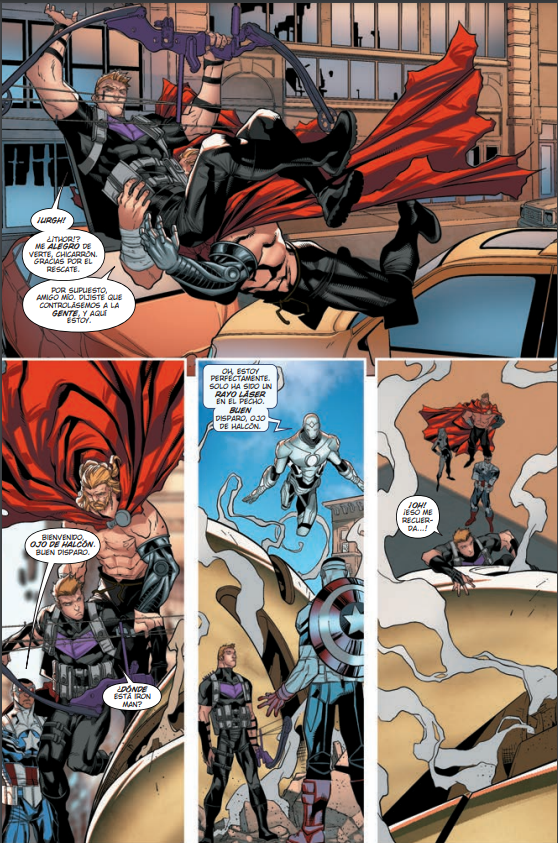 ¡URGH!
¿¡THOR!?
ME ALEGRO DE
VERTE, CHICARRÓN.
GRACIAS POR EL
RESCATE.
POR SUPUESTO,
AMIGO MÍO. DIJISTE QUE
CONTROLÁSEMOS A LA
GENTE, Y AQUÍ
ESTOY.
BIENVENIDO,
OJO DE HALCÓN.
BUEN DISPARO.
¿DÓNDE
ESTÁ IRON
MAN?
OH, ESTOY
PERFECTAMENTE.
SOLO HA SIDO UN
RAYO LÁSER
EN EL PECHO.
BUEN
DISPARO, OJO
DE HALCÓN.
¡OH!
¡ESO ME
RECUER-
DA...!